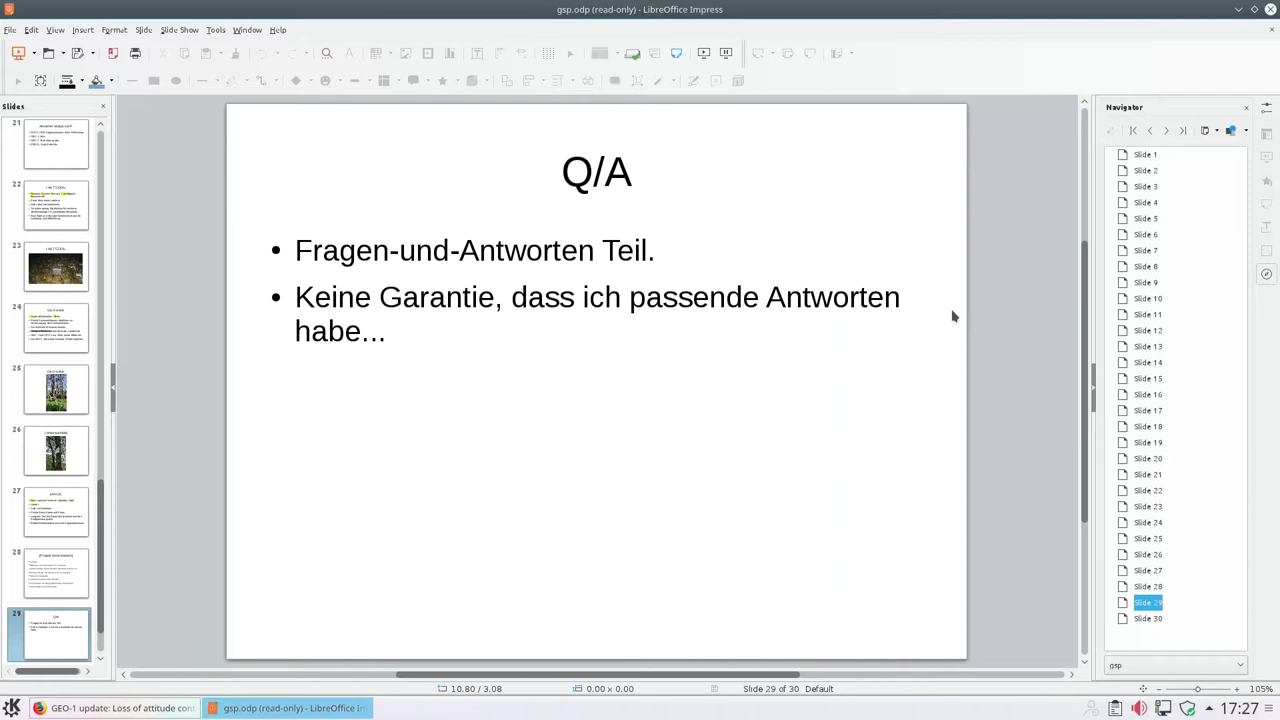 gsp.odp (read-only) - LibreOffice Impress
File Edit View Insert Format Slide Slide Show Tools Window Help
Slides
Navigator
21
22
23
24
25
26
27
28
29
Q/A
• Fragen-und-Antworten Teil.
• Keine Garantie, dass ich passende Antworten
habe...
Slide 1
Slide 2
Slide 3
Slide 4
Slide 5
Slide 6
Slide 7
Slide 8
Slide 9
Slide 10
Slide 11
Slide 12
Slide 13
Slide 14
Slide 15
Slide 16
Slide 17
Slide 18
Slide 19
Slide 20
Slide 21
Slide 22
Slide 23
Slide 24
Slide 25
Slide 26
Slide 27
Slide 28
Slide 29
Slide 30
gsp
10.80 / 3.08 0.00 x 0.00 Slide 29 of 30 Default 105%
GEO-1 update: Loss of attitude cont gsp.odp (read-only) - LibreOffice I 17:27